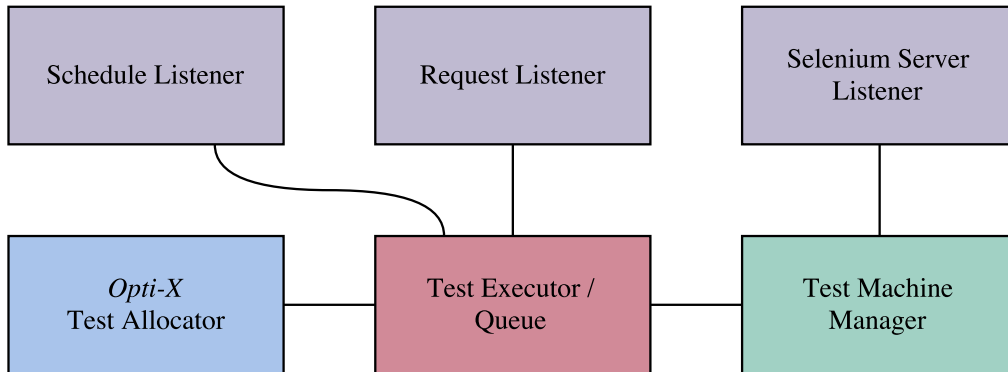 Schedule Listener
Request Listener
Selenium Server
Listener
Opti-X
Test Allocator
Test Executor /
Queue
Test Machine
Manager